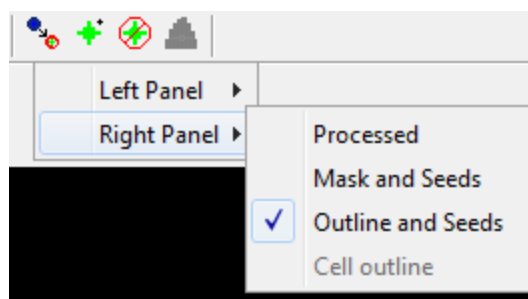 Left Panel
Right Panel
Processed
Mask and Seeds
Outline and Seeds
Cell outline